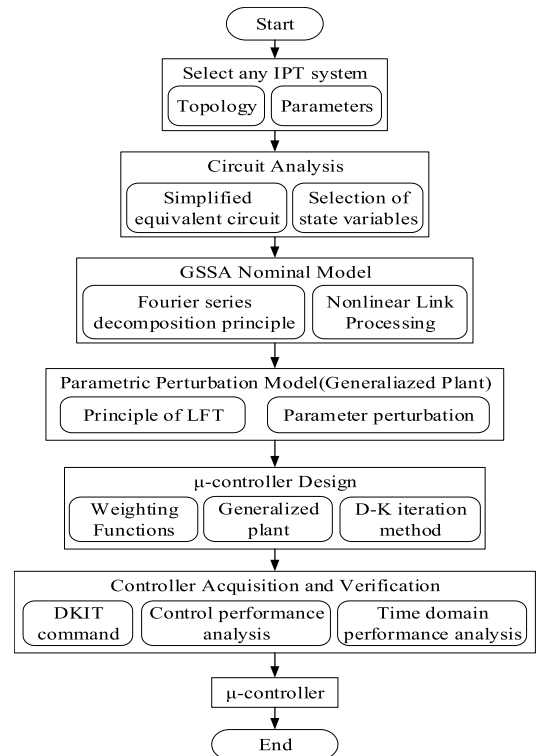 Start
Select any IPT system
Topology
Parameters
Circuit Analysis
Simplified
equivalent circuit
Selection of
state variables
GSSA Nominal Model
Fourier series
decomposition principle
Nonlinear Link
Processing
Parametric Perturbation Model(Generaliazed Plant)
Principle of LFT
Parameter perturbation
μ-controller Design
Weighting
Functions
Generalized
plant
D-K iteration
method
Controller Acquisition and Verification
DKIT
command
Control performance
analysis
Time domain
performance analysis
μ-controller
End